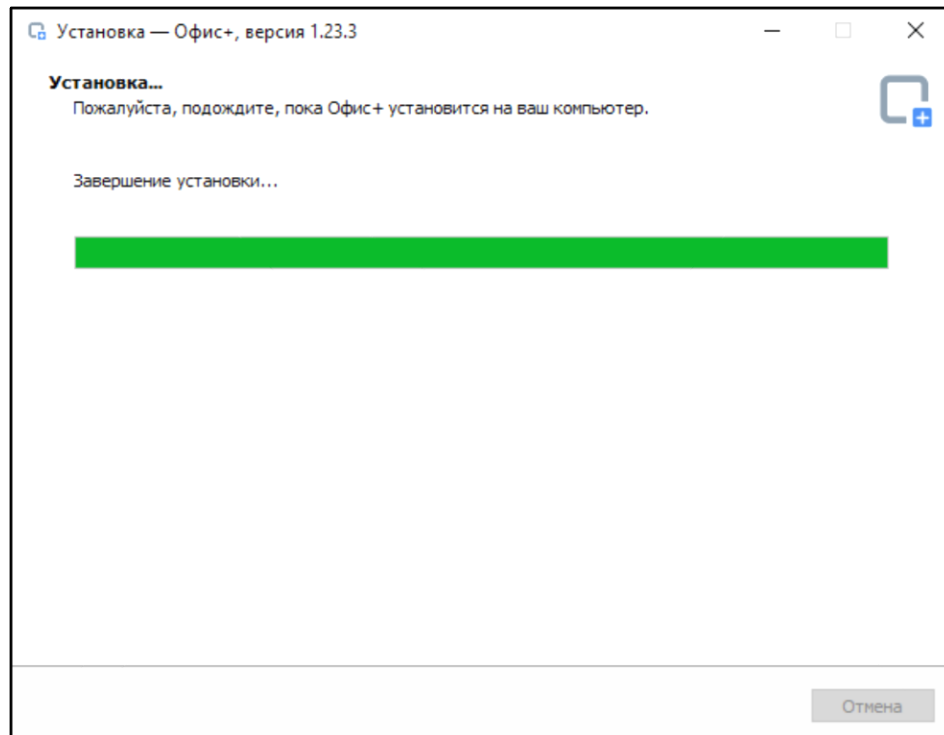 Установка — Офис+, версия 1.23.3
Установка...
Пожалуйста, подождите, пока Офис+ установится на ваш компьютер.
Завершение установки...
Отмена